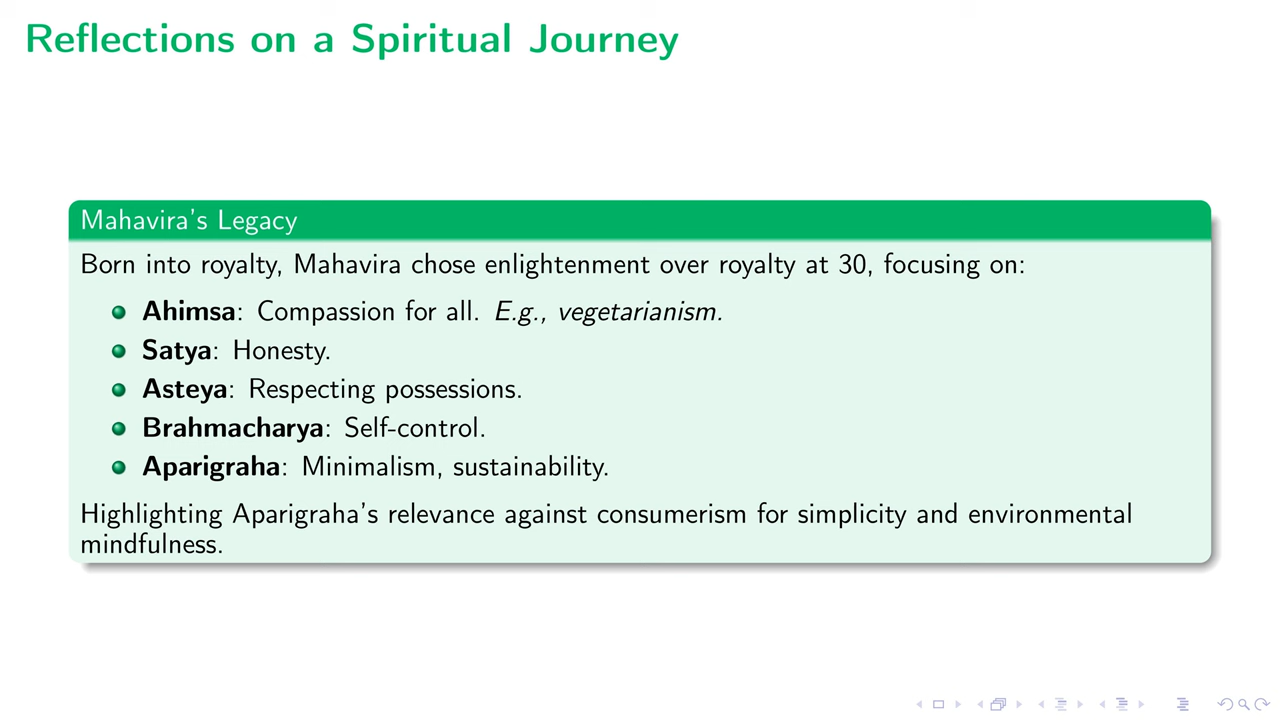 Reflections on a Spiritual Journey
Mahavira's Legacy
Born into royalty, Mahavira chose enlightenment over royalty at 30, focusing on:
Ahimsa: Compassion for all. E.g., vegetarianism.
Satya: Honesty.
Asteya: Respecting possessions.
Brahmacharya: Self-control.
Aparigraha: Minimalism, sustainability.
Highlighting Aparigraha's relevance against consumerism for simplicity and environmental
mindfulness.